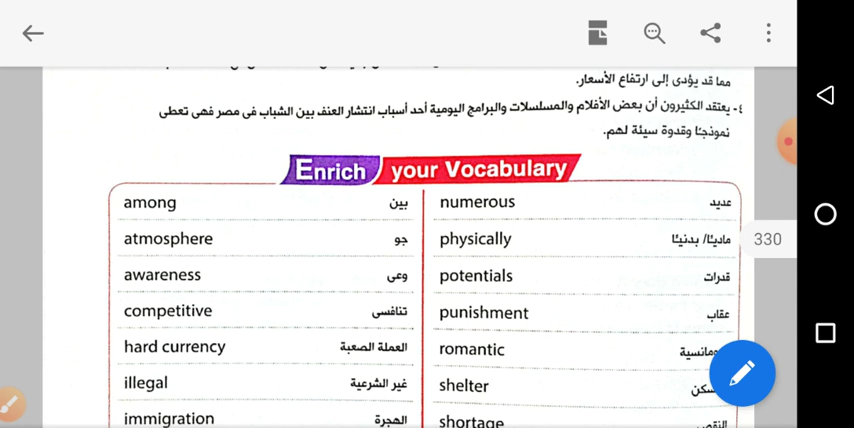 مما قد يؤدى إلى ارتفاع الأسعار.
٤- يعتقد الكثيرون أن بعض الأفلام والمسلسلات والبرامج اليومية أحد أسباب انتشار العنف بين الشباب فى مصر فهى تعطى
نموذجًا وقدوة سيئة لهم.
Enrich your Vocabulary
among بين numerous عديد
atmosphere جو physically ماديًا/ بدنيًا
330
awareness وعى potentials قدرات
competitive تنافسى punishment عقاب
hard currency العملة الصعبة romantic
illegal غير الشرعية shelter
immigration الهجرة shortage النقص